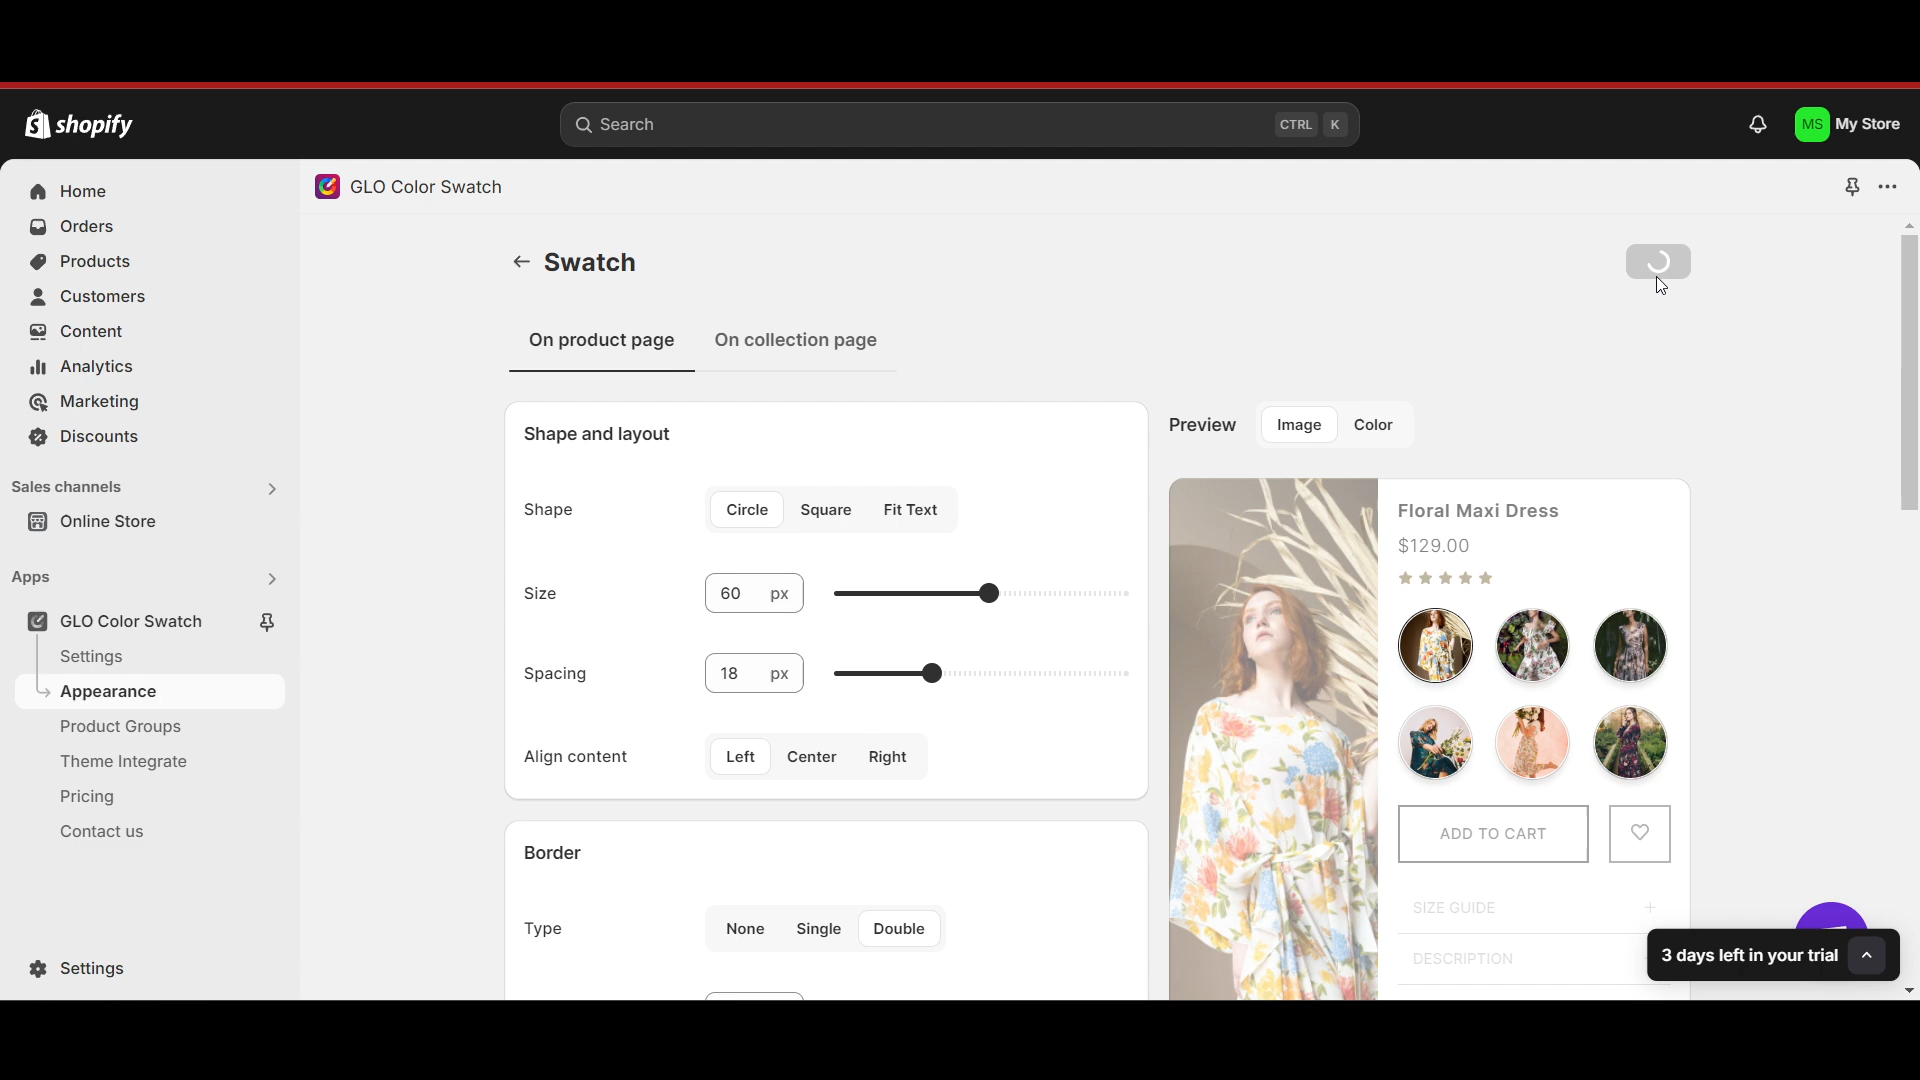 shopify
Search
CTRL K
MS My Store
Home
Orders
Products
Customers
Content
Analytics
Marketing
Discounts
Sales channels
Online Store
Apps
GLO Color Swatch
Settings
Appearance
Product Groups
Theme Integrate
Pricing
Contact us
Settings
GLO Color Swatch
Swatch
On product page
On collection page
Shape and layout
Shape
Circle Square Fit Text
Size
60 px
Spacing
18 px
Align content
Left Center Right
Border
Type
None Single Double
Preview
Image Color
Floral Maxi Dress
$129.00
ADD TO CART
SIZE GUIDE
DESCRIPTION
3 days left in your trial